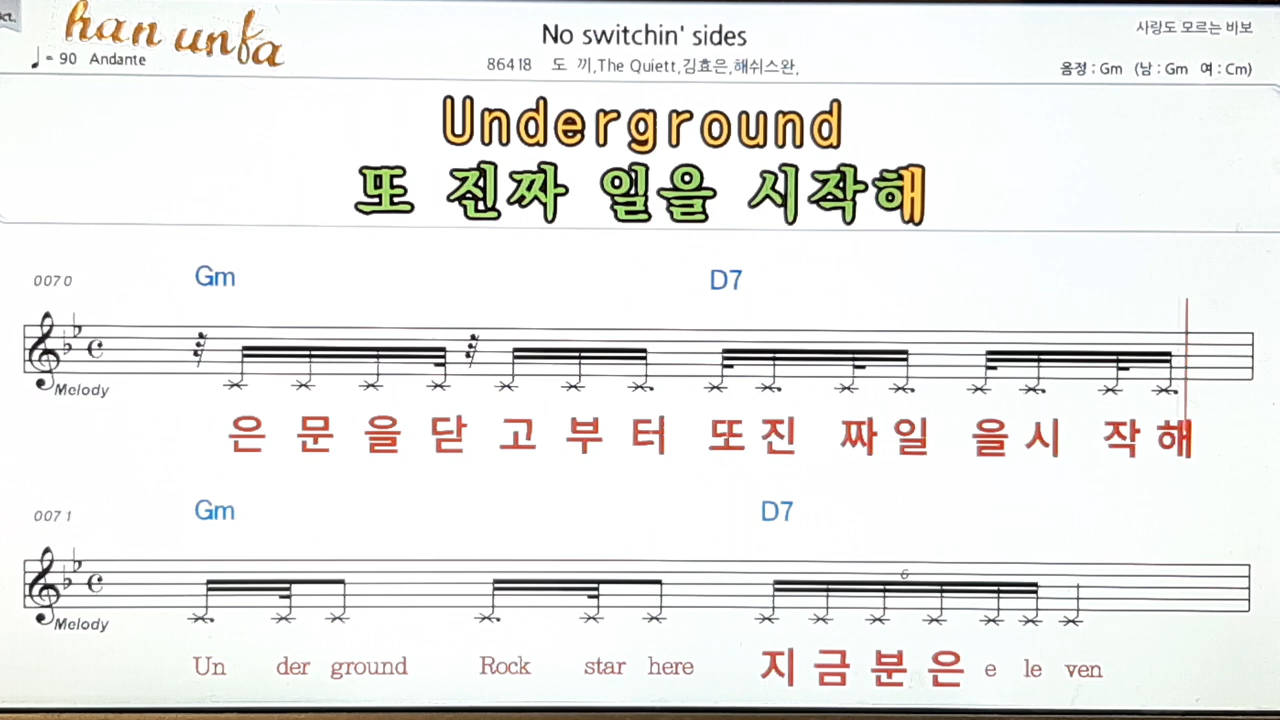 han unfa
No switchin' sides
사랑도 모르는 바보
♩ = 90 Andante
86418 도 끼,The Quiett,김효은,해쉬스완,
음정 : Gm (남 : Gm 여 : Cm)
Underground
또 진짜 일을 시작해
0070 Gm D7
Melody
은 문 을 닫 고 부 터 또 진 짜 일 을 시 작 해
0071 Gm D7
6
Melody
Un der ground Rock star here 지 금 분 은 e le ven